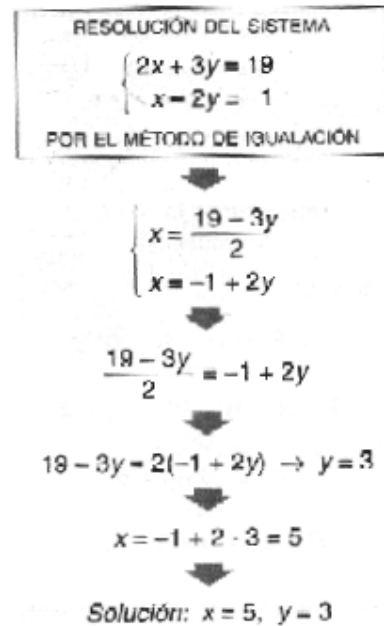 RESOLUCIÓN DEL SISTEMA
2x + 3y = 19
x - 2y = 1
POR EL MÉTODO DE IGUALACIÓN
x = (19 - 3y)/2
x = -1 + 2y
(19 - 3y)/2 = -1 + 2y
19 - 3y = 2(-1 + 2y) → y = 3
x = -1 + 2 · 3 = 5
Solución: x = 5, y = 3